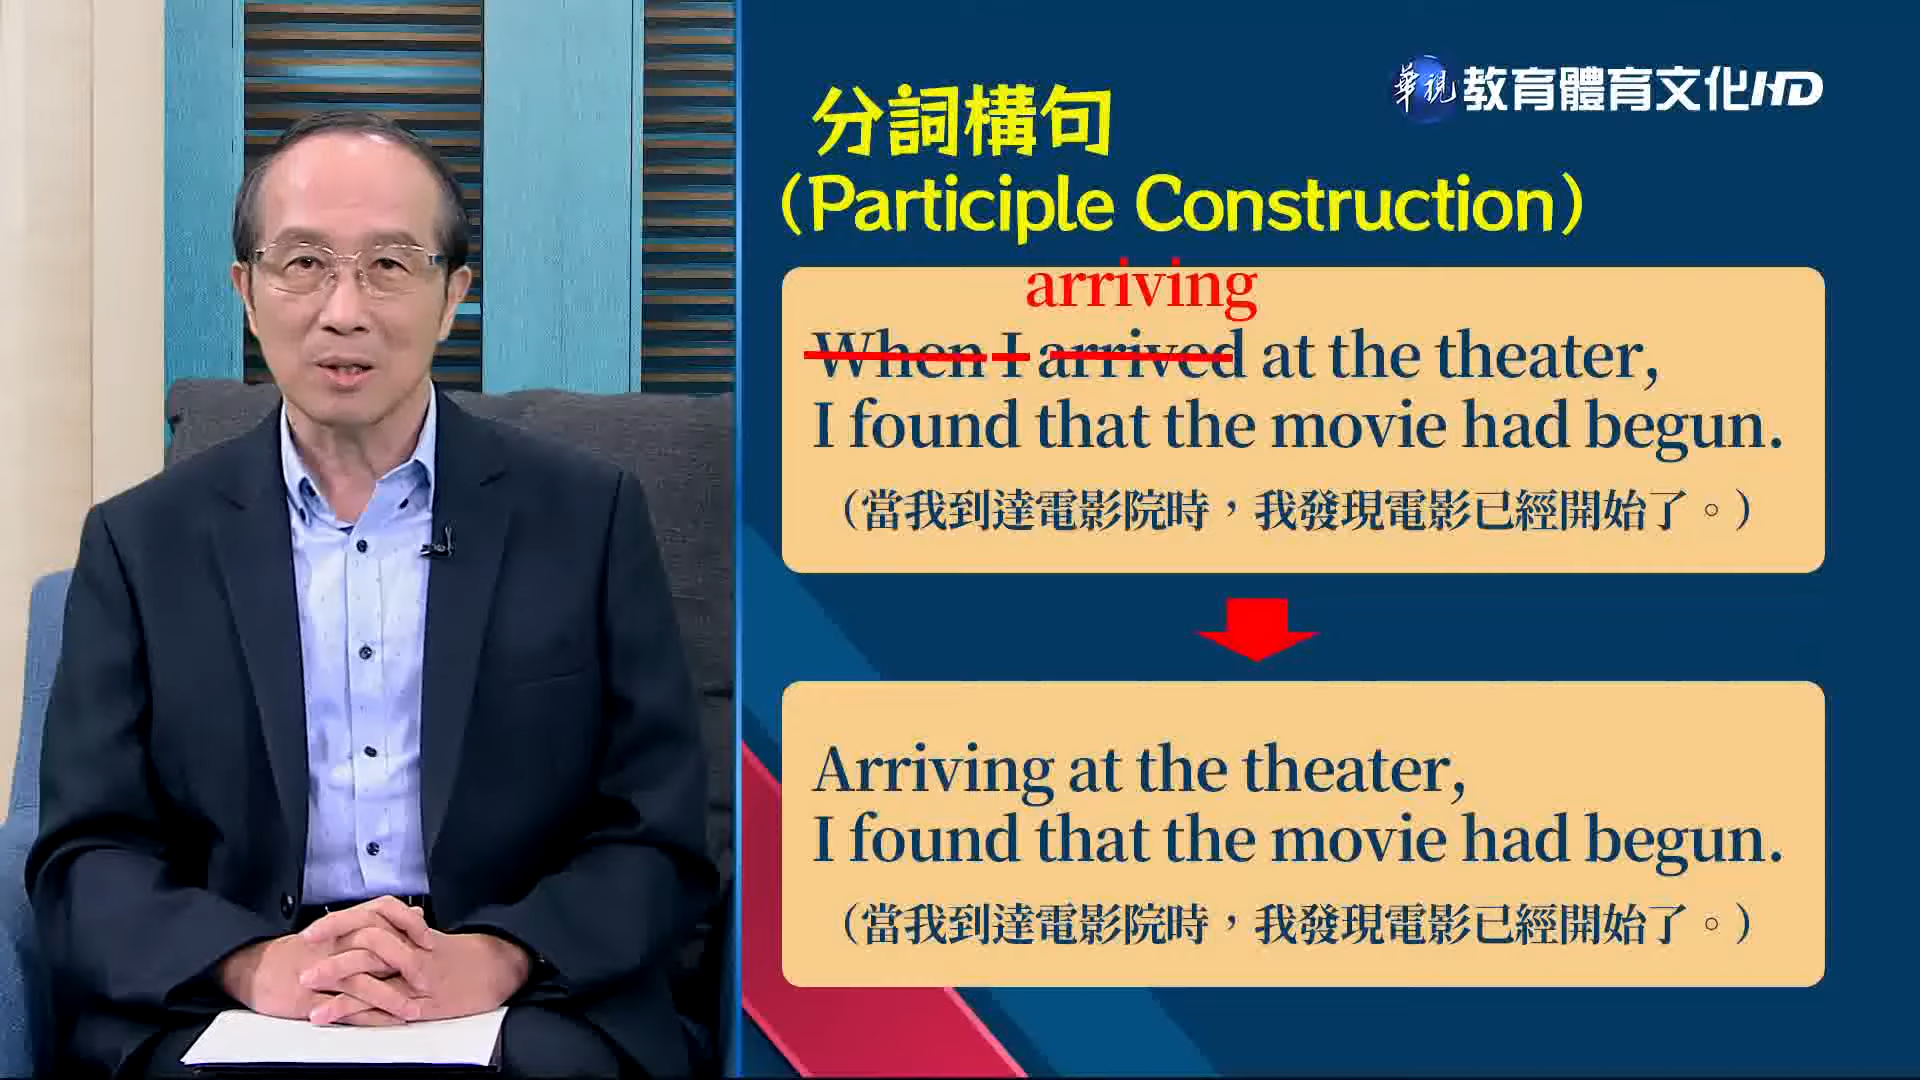 華視 教育體育文化HD
分詞構句
(Participle Construction)
arriving
When I arrived at the theater,
I found that the movie had begun.
（當我到達電影院時，我發現電影已經開始了。）
Arriving at the theater,
I found that the movie had begun.
（當我到達電影院時，我發現電影已經開始了。）